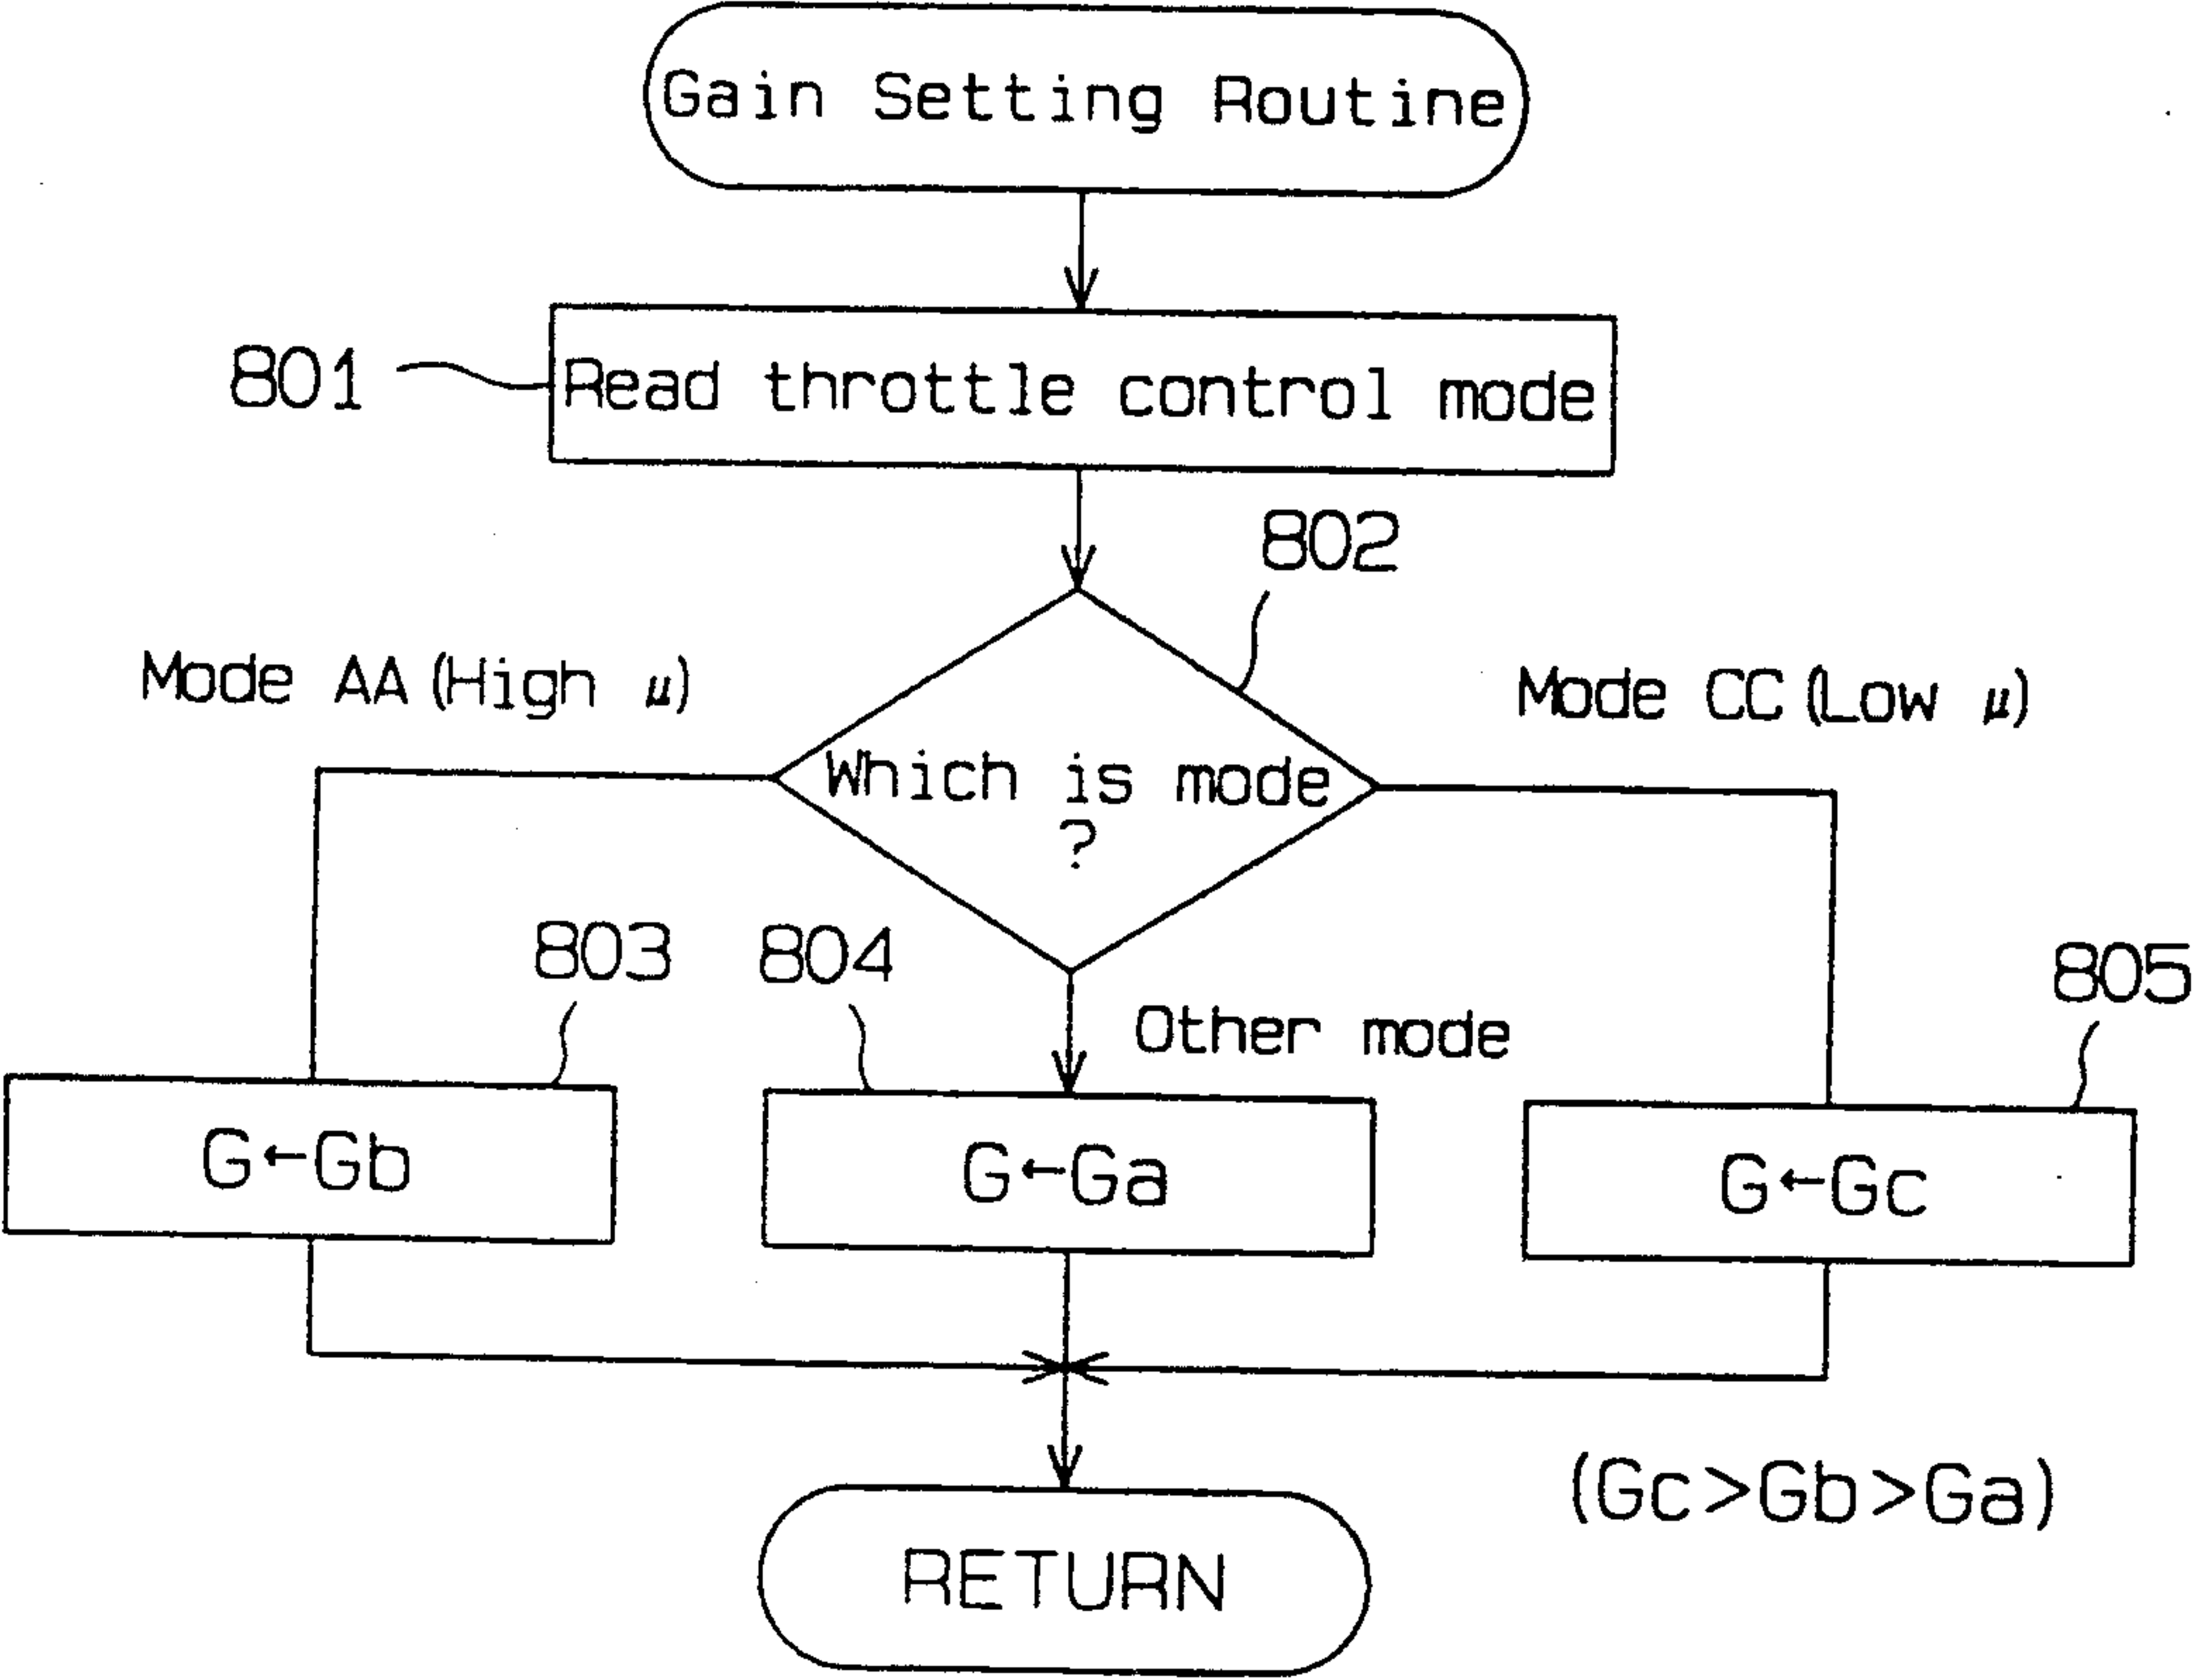 Gain Setting Routine
801
Read throttle control mode
802
Mode AA (High μ)
Mode CC (Low μ)
Which is mode
?
803
804
Other mode
805
G←Gb
G←Ga
G←Gc
(Gc>Gb>Ga)
RETURN